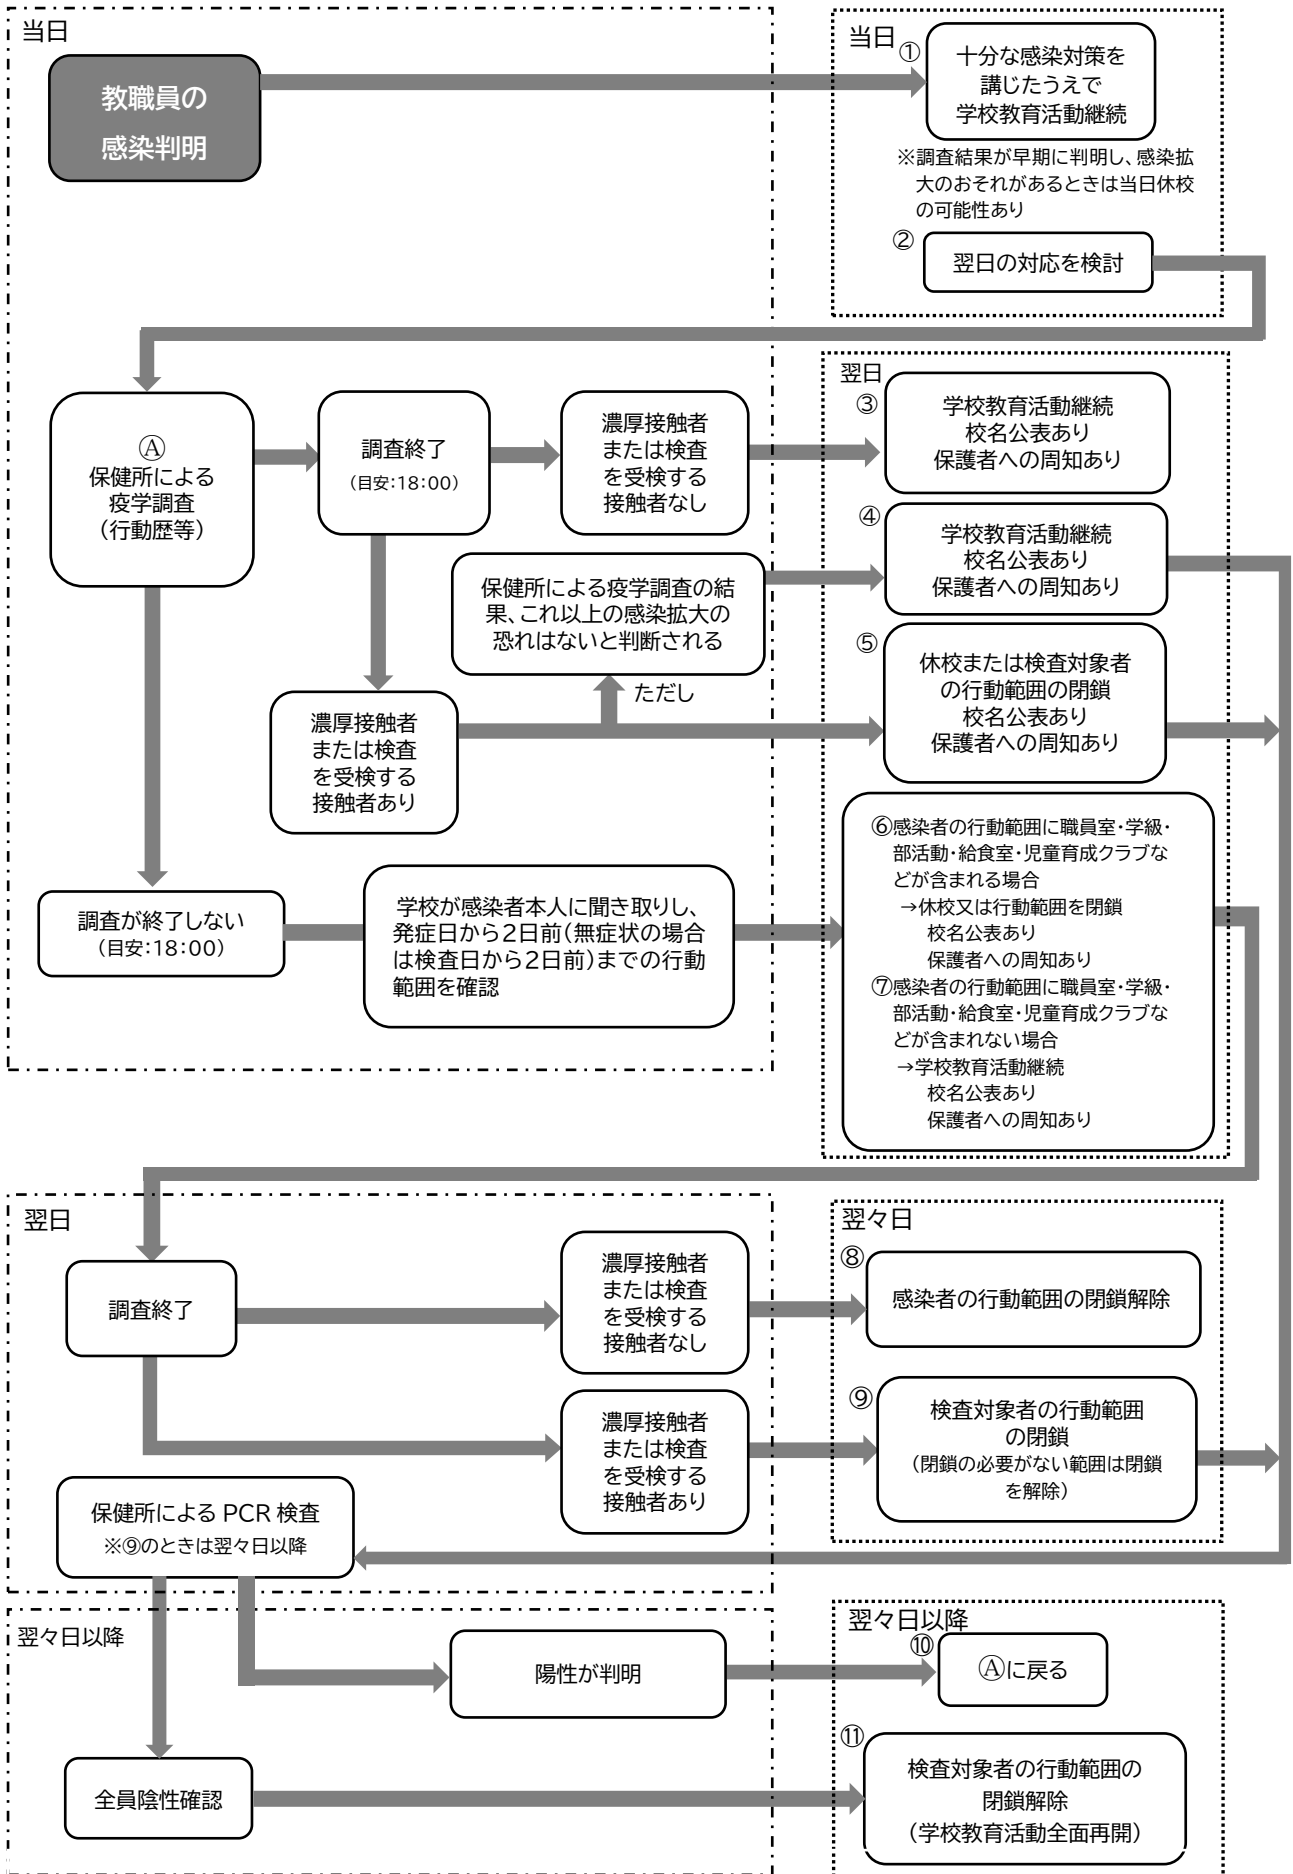 当日
教職員の
感染判明
当日
①
十分な感染対策を
講じたうえで
学校教育活動継続
※調査結果が早期に判明し、感染拡
大のおそれがあるときは当日休校
の可能性あり
②
翌日の対応を検討
Ⓐ
保健所による
疫学調査
(行動歴等)
調査終了
(目安:18:00)
濃厚接触者
または検査
を受検する
接触者なし
翌日
③
学校教育活動継続
校名公表あり
保護者への周知あり
保健所による疫学調査の結
果、これ以上の感染拡大の
恐れはないと判断される
④
学校教育活動継続
校名公表あり
保護者への周知あり
ただし
濃厚接触者
または検査
を受検する
接触者あり
⑤
休校または検査対象者
の行動範囲の閉鎖
校名公表あり
保護者への周知あり
調査が終了しない
(目安:18:00)
学校が感染者本人に聞き取りし、
発症日から2日前(無症状の場合
は検査日から2日前)までの行動
範囲を確認
⑥感染者の行動範囲に職員室・学級・
部活動・給食室・児童育成クラブな
どが含まれる場合
→休校又は行動範囲を閉鎖
校名公表あり
保護者への周知あり
⑦感染者の行動範囲に職員室・学級・
部活動・給食室・児童育成クラブな
どが含まれない場合
→学校教育活動継続
校名公表あり
保護者への周知あり
翌日
調査終了
濃厚接触者
または検査
を受検する
接触者なし
翌々日
⑧
感染者の行動範囲の閉鎖解除
濃厚接触者
または検査
を受検する
接触者あり
⑨
検査対象者の行動範囲
の閉鎖
(閉鎖の必要がない範囲は閉鎖
を解除)
保健所による PCR 検査
※⑨のときは翌々日以降
翌々日以降
陽性が判明
翌々日以降
⑩
Ⓐに戻る
全員陰性確認
⑪
検査対象者の行動範囲の
閉鎖解除
(学校教育活動全面再開)